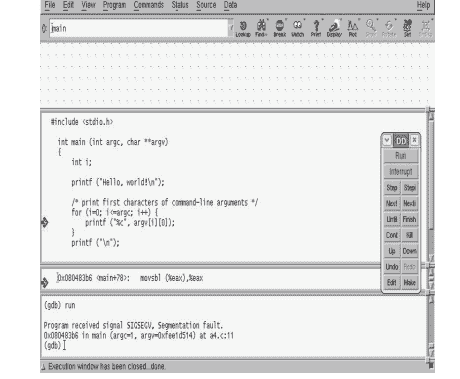 File Edit View Program Commands Status Source Data Help
(): main Lookup Find» Break Watch Print Display Plot Show Rotate Set
#include <stdio.h>
int main (int argc, char **argv)
{
int i;
printf ("Hello, world!\n");
/* print first characters of command-line arguments */
for (i=0; i<=argc; i++) {
printf ("%c", argv[i][0]);
}
printf ("\n");
DD
Run
Interrupt
Step Stepi
Next Nexti
Until Finish
Cont Kill
Up Down
Undo Redo
Edit Make
0x080483b6 <main+78>: movsbl (%eax),%eax
(gdb) run
Program received signal SIGSEGV, Segmentation fault.
0x080483b6 in main (argc=1, argv=0xfee1d514) at a4.c:11
(gdb)
Execution window has been closed...done.